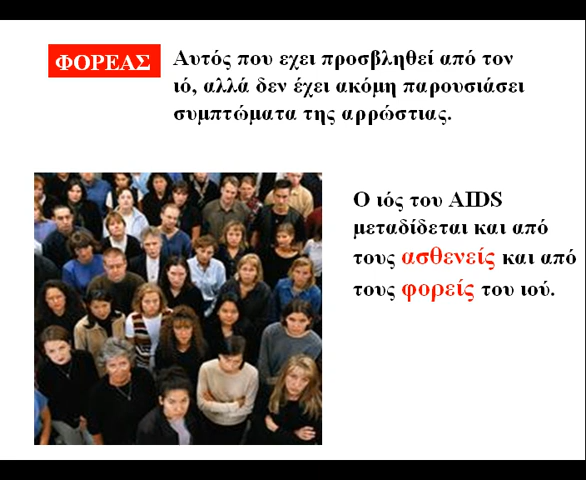 ΦΟΡΕΑΣ Αυτός που εχει προσβληθεί από τον
ιό, αλλά δεν έχει ακόμη παρουσιάσει
συμπτώματα της αρρώστιας.
Ο ιός του AIDS
μεταδίδεται και από
τους ασθενείς και από
τους φορείς του ιού.